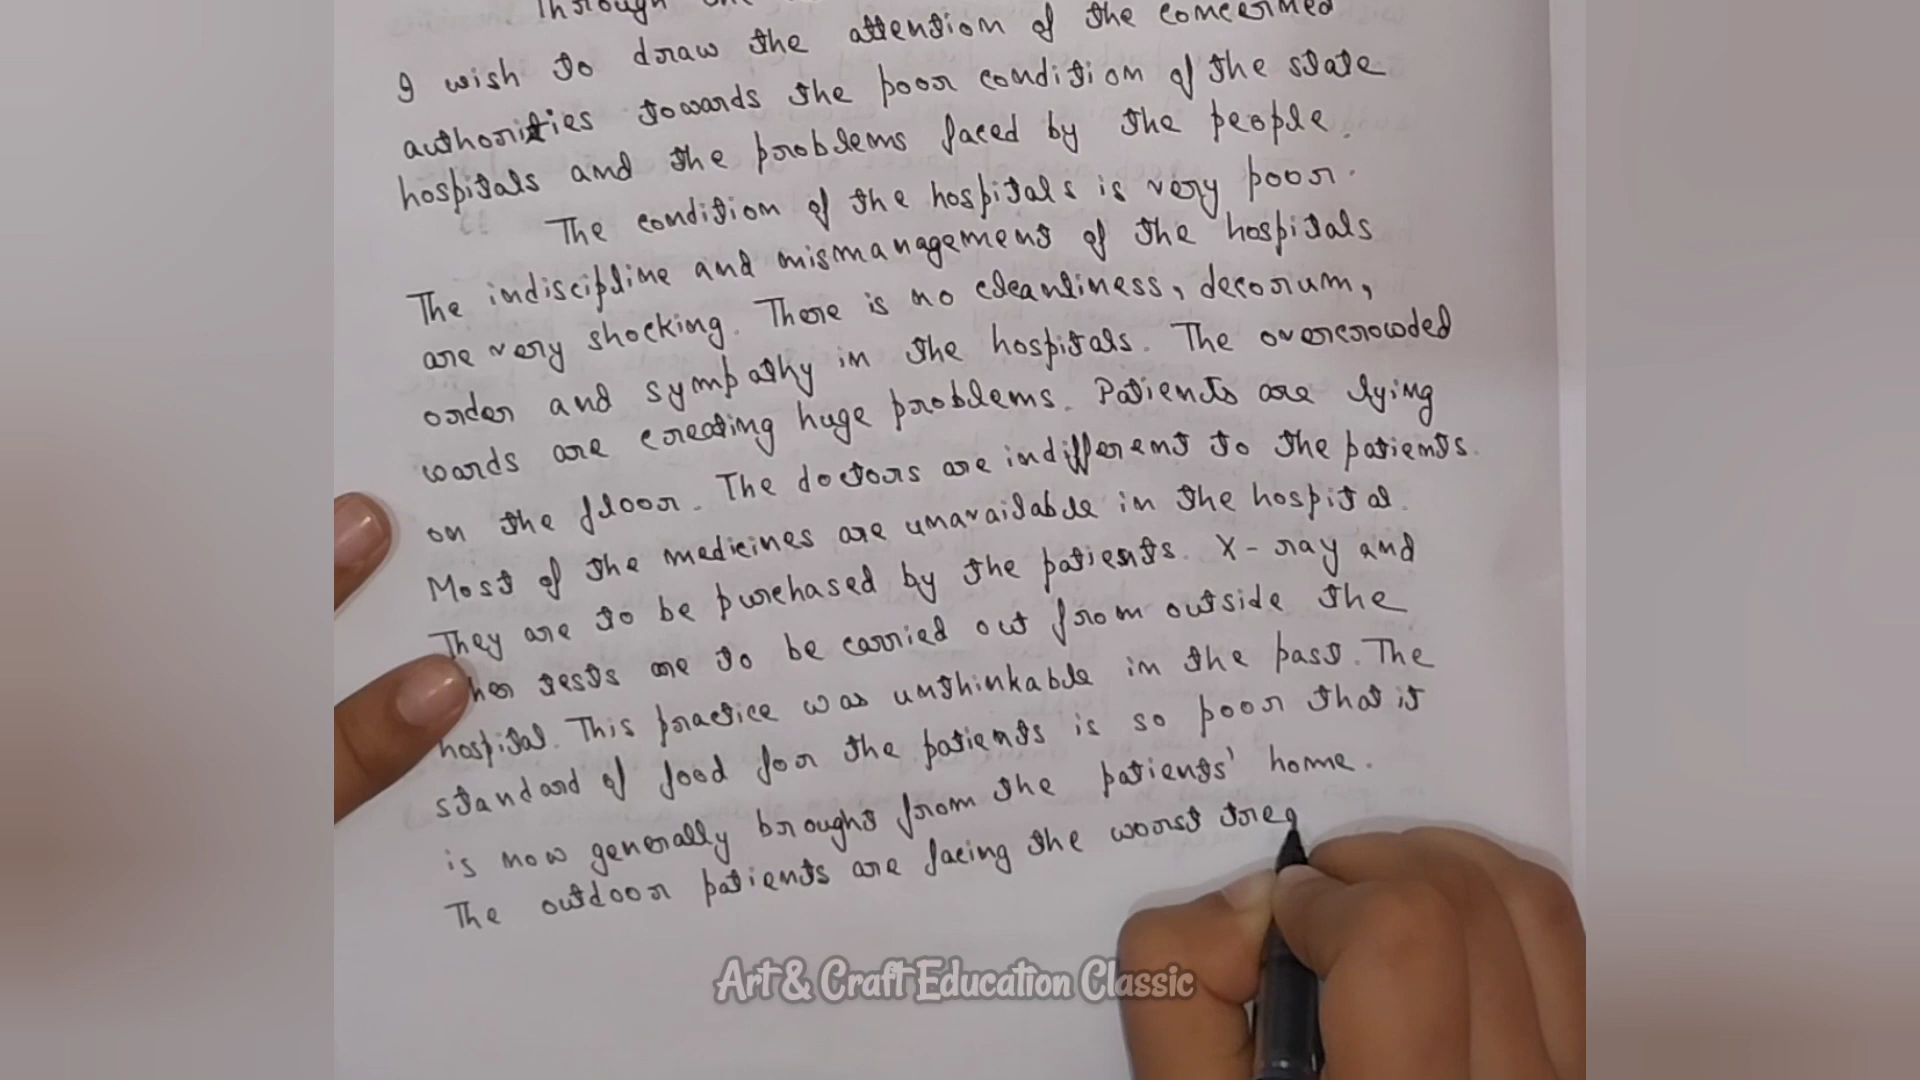 Through
I wish to draw the attention of the concerned
authorities towards the poor condition of the state
hospitals and the problems faced by the people.
The condition of the hospitals is very poor.
The indiscipline and mismanagement of the hospitals
are very shocking. There is no cleanliness, decorum,
order and sympathy in the hospitals. The overcrowded
wards are creating huge problems. Patients are lying
on the floor. The doctors are indifferent to the patients.
Most of the medicines are unavailable in the hospital.
They are to be purchased by the patients. X-ray and
her tests are to be carried out from outside the
hospital. This practice was unthinkable in the past. The
standard of food for the patients is so poor that it
is now generally brought from the patients' home.
The outdoor patients are facing the worst trea
Art & Craft Education Classic